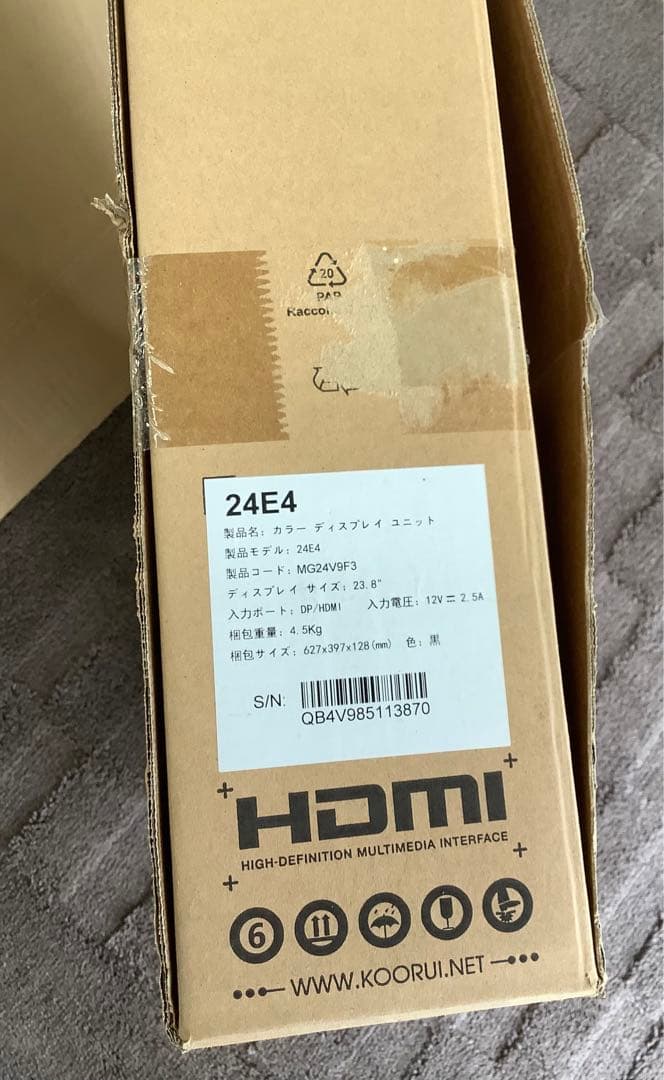 20
PAP
24E4
製品名: カラー ディスプレイ ユニット
製品モデル: 24E4
製品コード: MG24V9F3
ディスプレイ サイズ: 23.8"
入力ポート: DP/HDMI 入力電圧: 12V⎓2.5A
梱包重量: 4.5Kg
梱包サイズ: 627x397x128(mm) 色: 黒
S/N:
QB4V985113870
HDMI
HIGH-DEFINITION MULTIMEDIA INTERFACE
6
WWW.KOORUI.NET